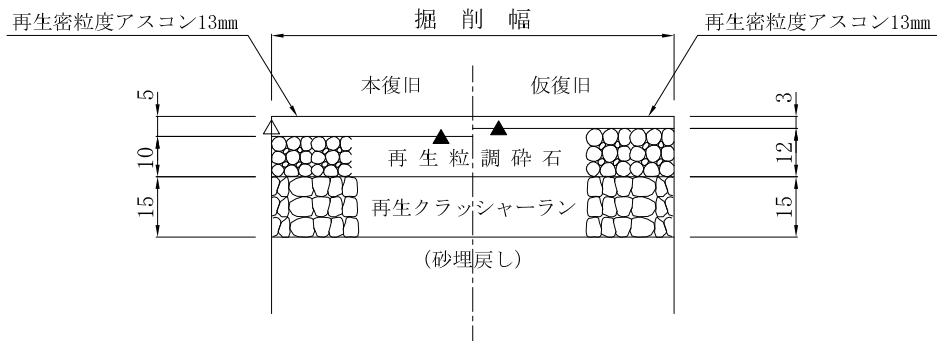 掘 削 幅
再生密粒度アスコン13mm
再生密粒度アスコン13mm
本復旧
仮復旧
5
3
10
再 生 粒 調 砕 石
12
15
再生クラッシャーラン
15
(砂埋戻し)